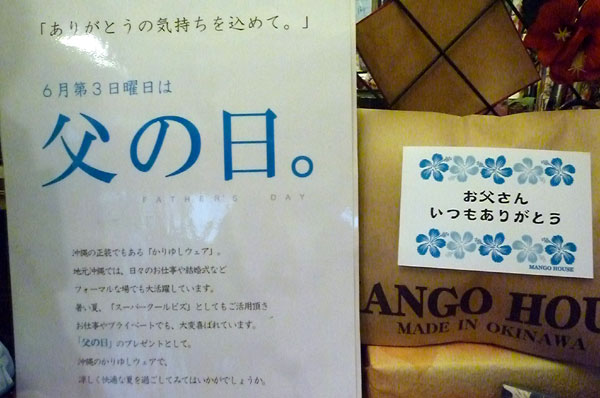 「ありがとうの気持ちを込めて。」
6月第3日曜日は
父の日。
FATHERS DAY
沖縄の正装でもある「かりゆしウェア」。
地元沖縄では、日々のお仕事や結婚式など
フォーマルな場でも大活躍しています。
暑い夏、「スーパークールビズ」としてもご活用頂き
お仕事やプライベートでも、大変喜ばれています。
「父の日」のプレゼントとして。
沖縄のかりゆしウェアで、
涼しく快適な夏を過ごしてみてはいかがでしょうか。
お父さん
いつもありがとう
MANGO HOUSE
MANGO HOU
MADE IN OKINAWA